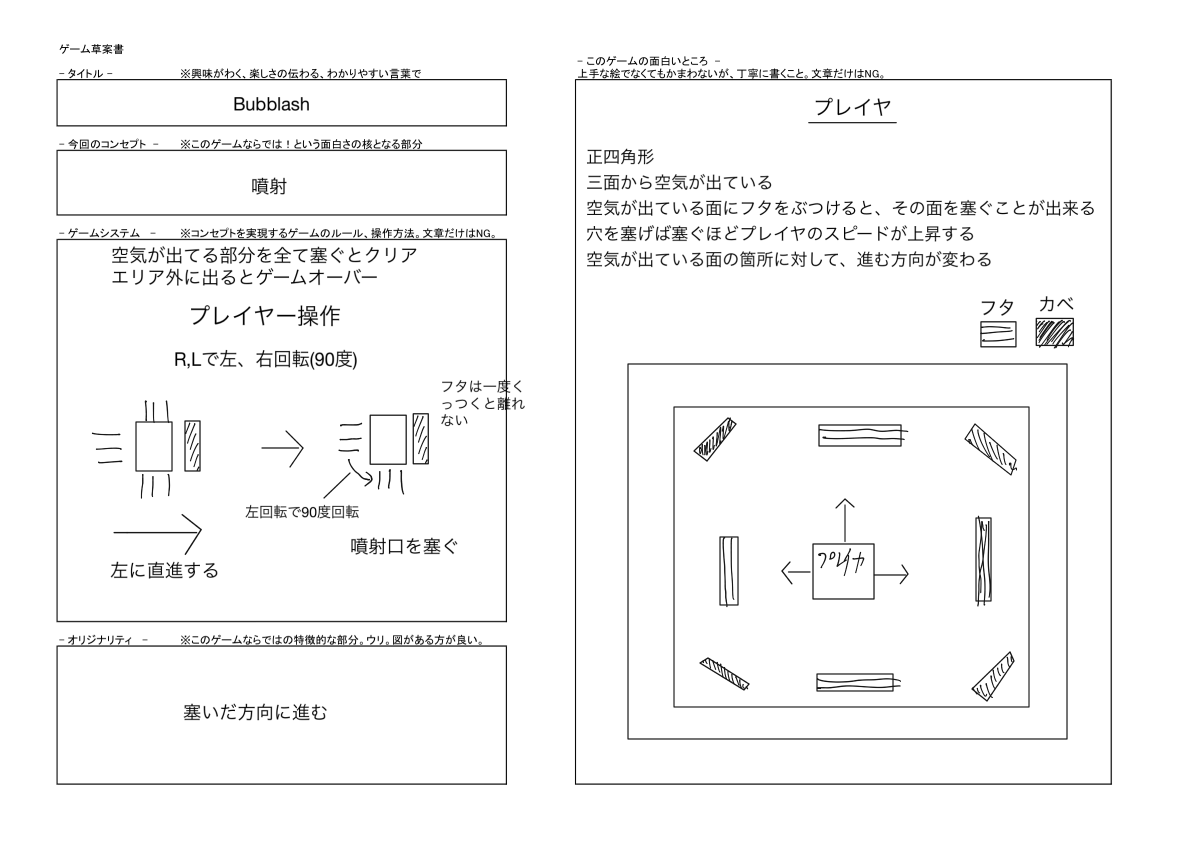 ゲーム草案書
- タイトル - ※興味がわく、楽しさの伝わる、わかりやすい言葉で
Bubblash
- 今回のコンセプト - ※このゲームならでは！という面白さの核となる部分
噴射
- ゲームシステム - ※コンセプトを実現するゲームのルール、操作方法。文章だけはNG。
空気が出てる部分を全て塞ぐとクリア
エリア外に出るとゲームオーバー
プレイヤー操作
R,Lで左、右回転(90度)
フタは一度く
っつくと離れ
ない
左回転で90度回転
噴射口を塞ぐ
左に直進する
- オリジナリティ - ※このゲームならではの特徴的な部分。ウリ。図がある方が良い。
塞いだ方向に進む
- このゲームの面白いところ -
上手な絵でなくてもかまわないが、丁寧に書くこと。文章だけはNG。
プレイヤ
正四角形
三面から空気が出ている
空気が出ている面にフタをぶつけると、その面を塞ぐことが出来る
穴を塞げば塞ぐほどプレイヤのスピードが上昇する
空気が出ている面の箇所に対して、進む方向が変わる
フタ
カベ
プレイヤ